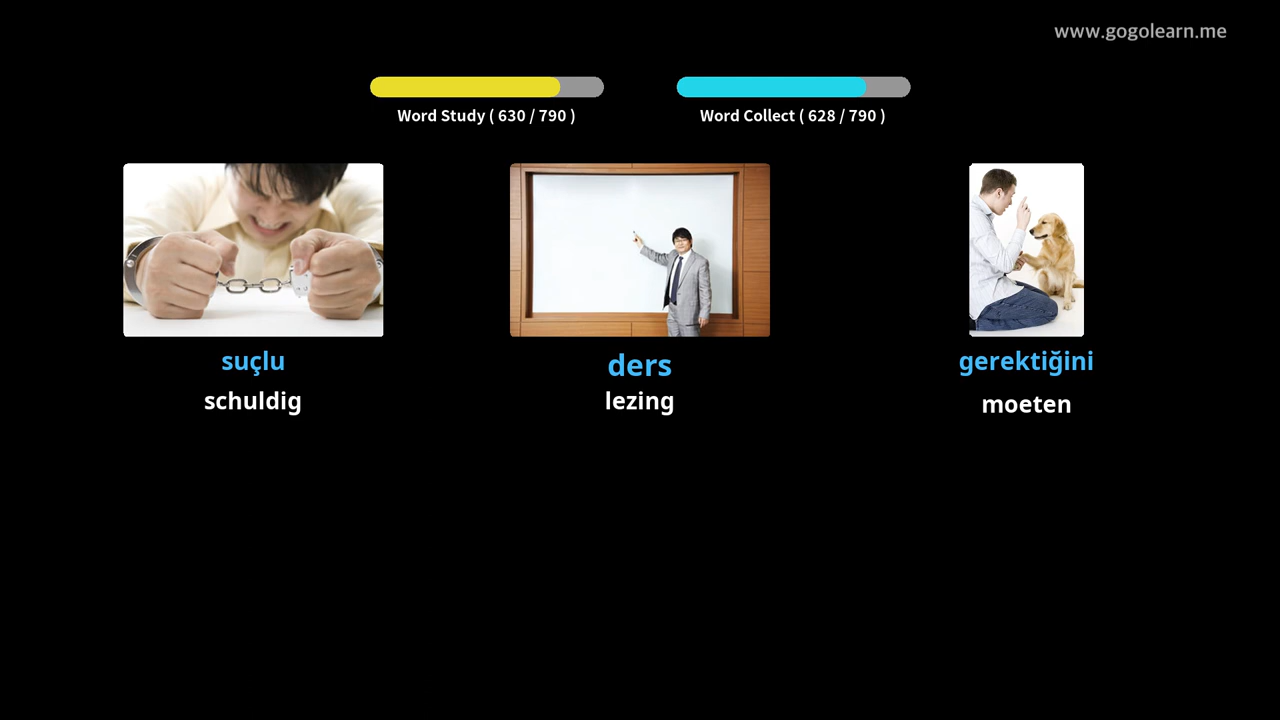 www.gogolearn.me
Word Study ( 630 / 790 )
Word Collect ( 628 / 790 )
suçlu
schuldig
ders
lezing
gerektiğini
moeten